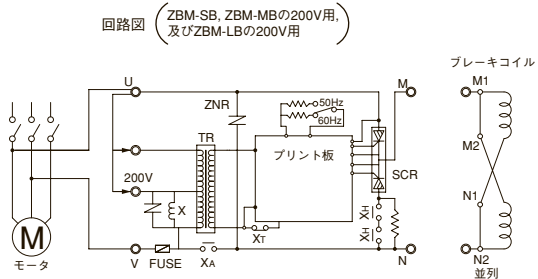 回路図
ZBM-SB, ZBM-MBの200V用,
及びZBM-LBの200V用
ブレーキコイル
U
ZNR
50Hz
60Hz
M
M1
TR
プリント板
M2
200V
SCR
X
X
X
N1
M
モータ
V
FUSE
XA
XT
N
N2
並列